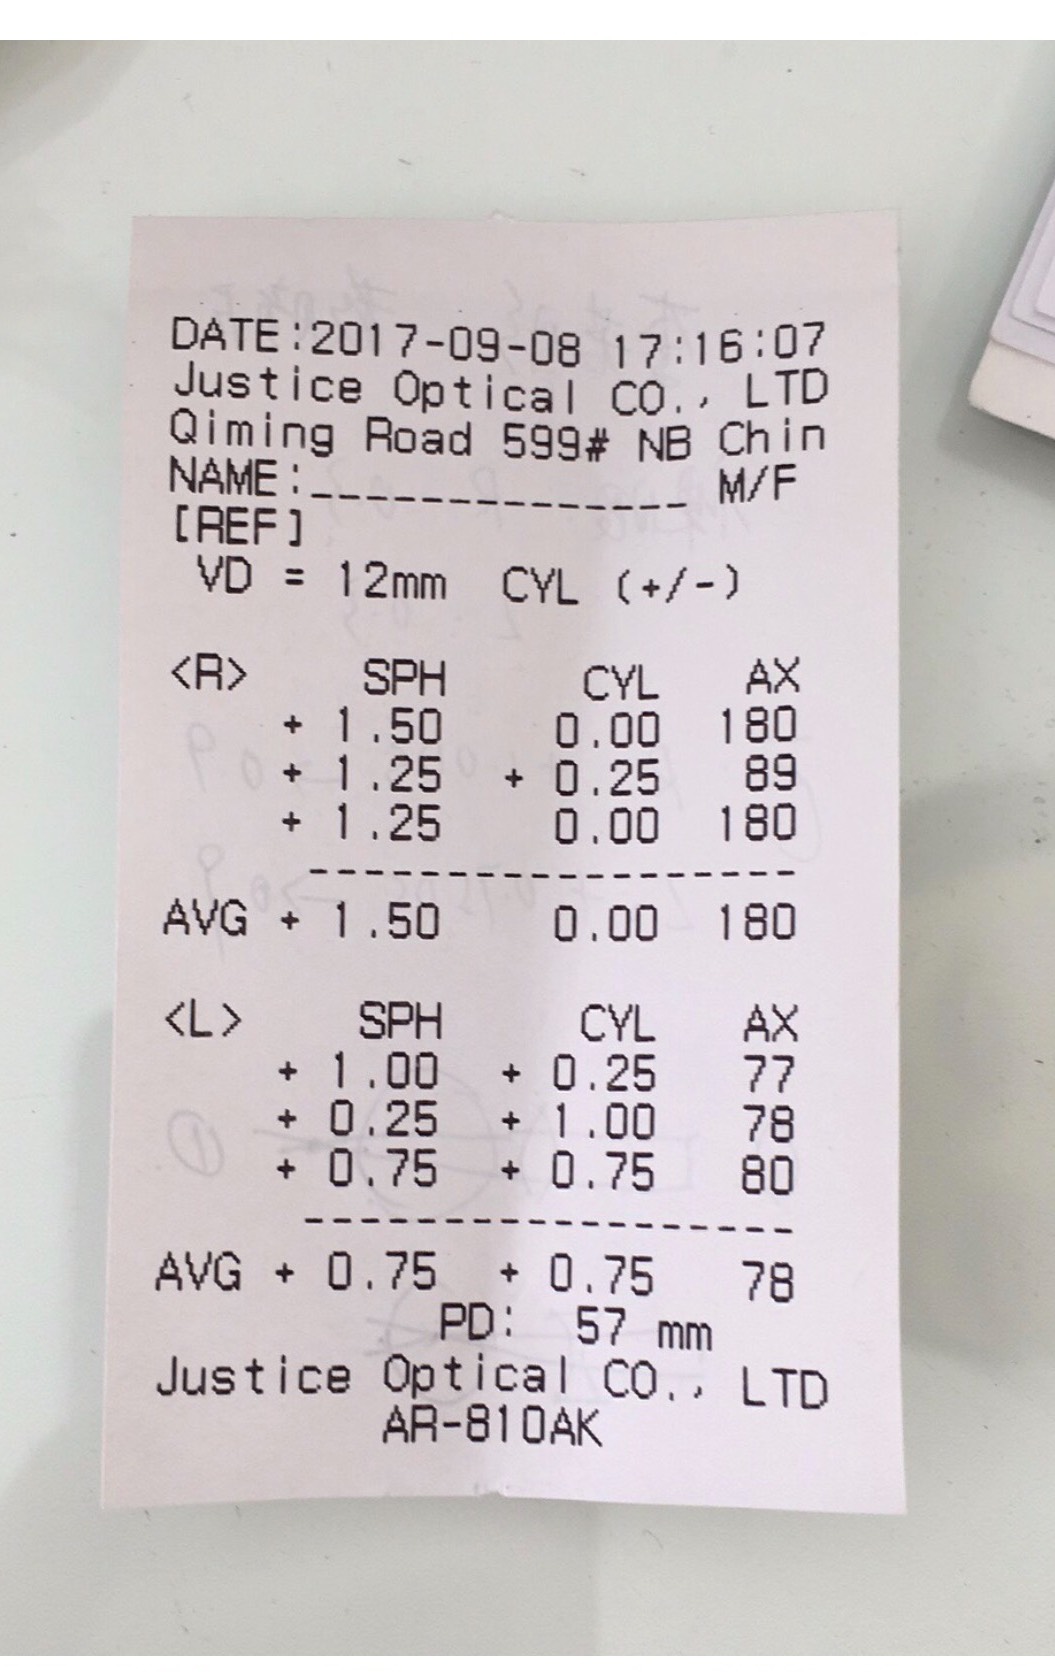 DATE:2017-09-08 17:16:07
Justice Optical CO., LTD
Qiming Road 599# NB Chin
NAME:______________ M/F
[REF]
VD = 12mm CYL (+/-)
<R> SPH CYL AX
+ 1.50 0.00 180
+ 1.25 + 0.25 89
+ 1.25 0.00 180
------------------
AVG + 1.50 0.00 180
<L> SPH CYL AX
+ 1.00 + 0.25 77
+ 0.25 + 1.00 78
+ 0.75 + 0.75 80
------------------
AVG + 0.75 + 0.75 78
PD: 57 mm
Justice Optical CO., LTD
AR-810AK